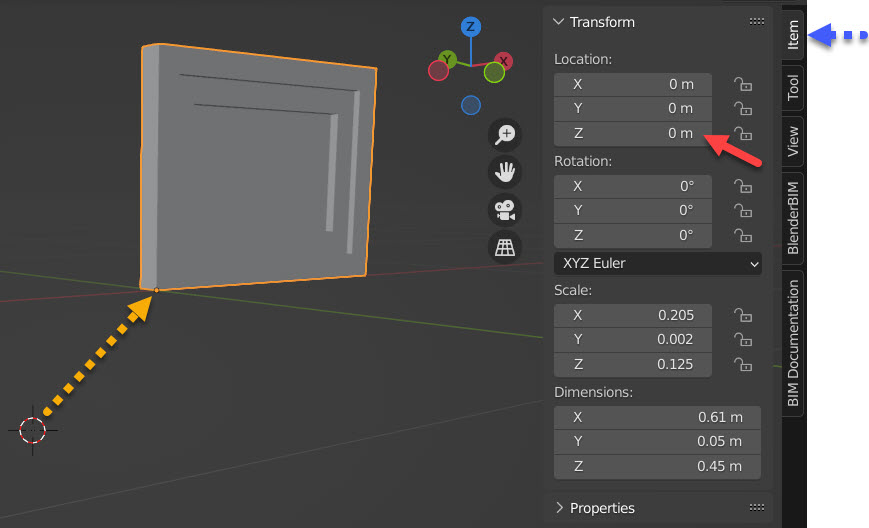 Transform
Location:
X 0 m
Y 0 m
Z 0 m
Rotation:
X 0°
Y 0°
Z 0°
XYZ Euler
Scale:
X 0.205
Y 0.002
Z 0.125
Dimensions:
X 0.61 m
Y 0.05 m
Z 0.45 m
Properties
Item
Tool
View
BlenderBIM
BIM Documentation
Z
Y
X